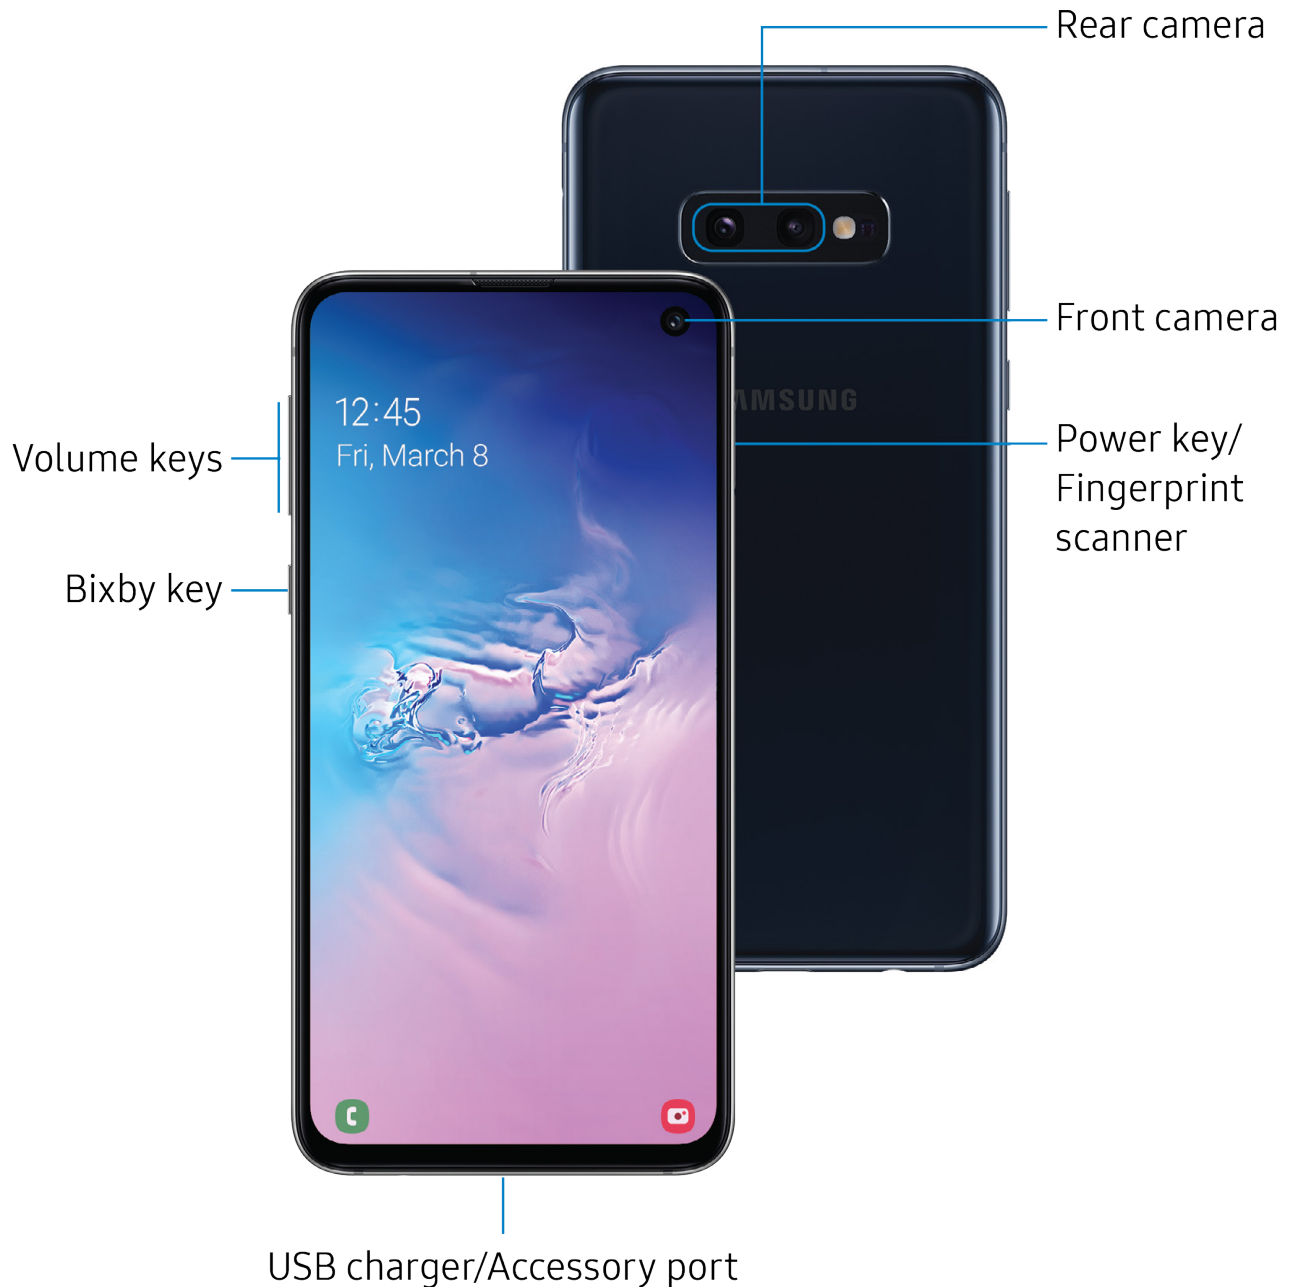 Rear camera
Front camera
AMSUNG
12:45
Fri, March 8
Volume keys
Power key/
Fingerprint
scanner
Bixby key
USB charger/Accessory port